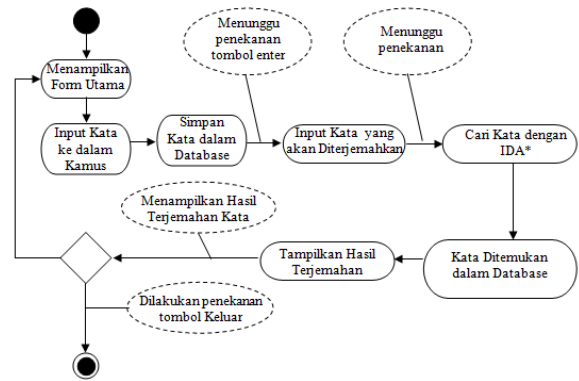 Menunggu
penekanan
tombol enter
Menunggu
penekanan
Menampilkan
Form Utama
Input Kata
ke dalam
Kamus
Simpan
Kata dalam
Database
Input Kata yang
akan Diterjemahkan
Cari Kata dengan
IDA*
Menampilkan Hasil
Terjemahan Kata
Tampilkan Hasil
Terjemahan
Kata Ditemukan
dalam Database
Dilakukan penekanan
tombol Keluar